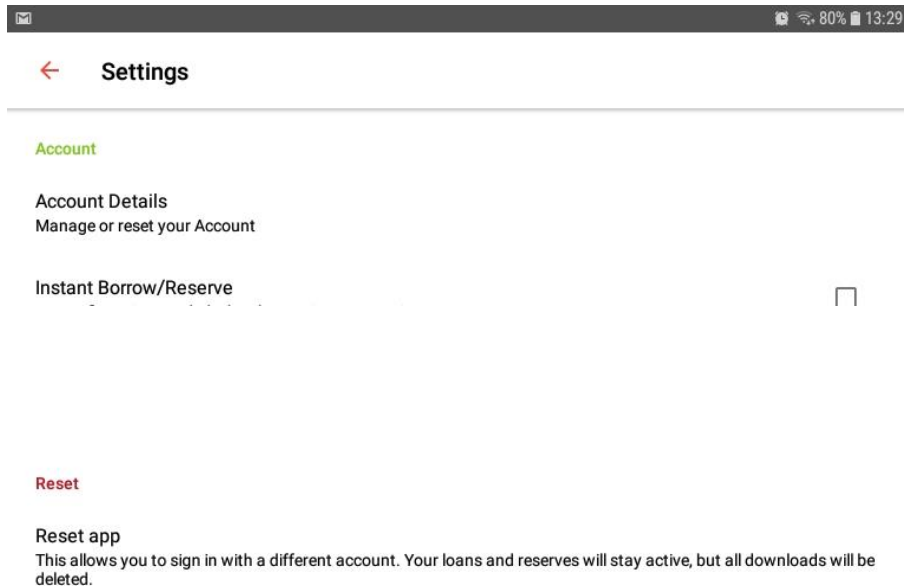 80% 13:29
Settings
Account
Account Details
Manage or reset your Account
Instant Borrow/Reserve
Reset
Reset app
This allows you to sign in with a different account. Your loans and reserves will stay active, but all downloads will be
deleted.